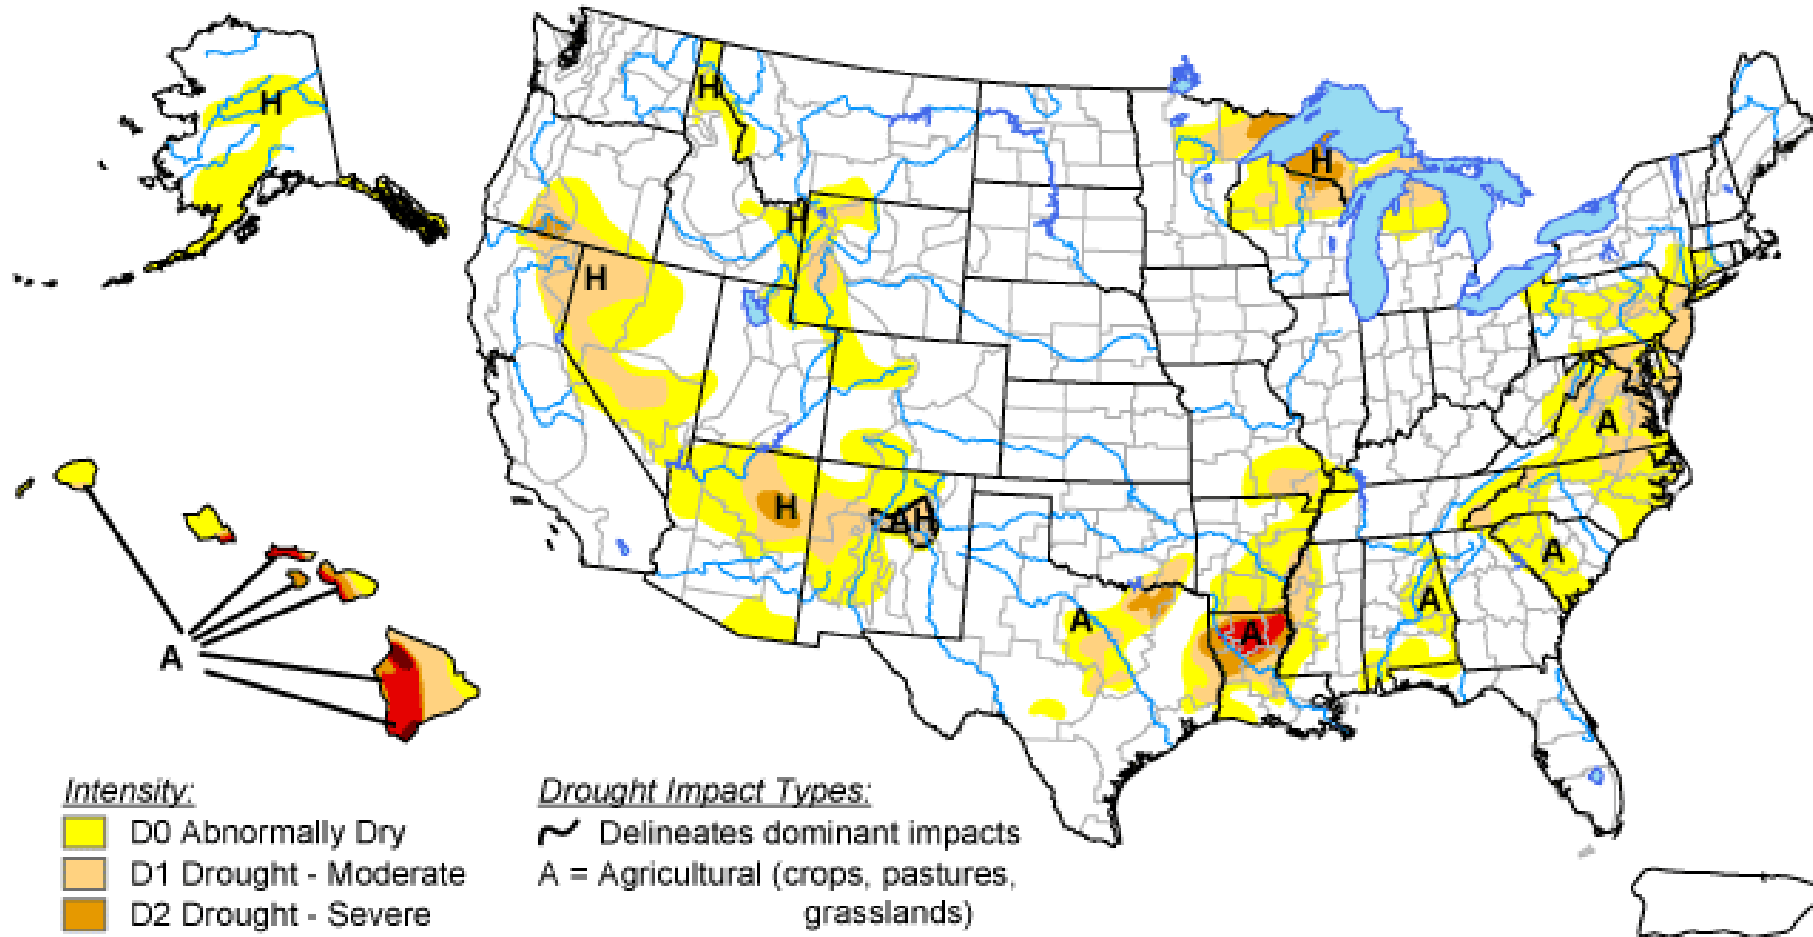 H
H
H
H
H
H
AH
A
A
A
A
A
A
Intensity:
D0 Abnormally Dry
D1 Drought - Moderate
D2 Drought - Severe
Drought Impact Types:
Delineates dominant impacts
A = Agricultural (crops, pastures,
grasslands)